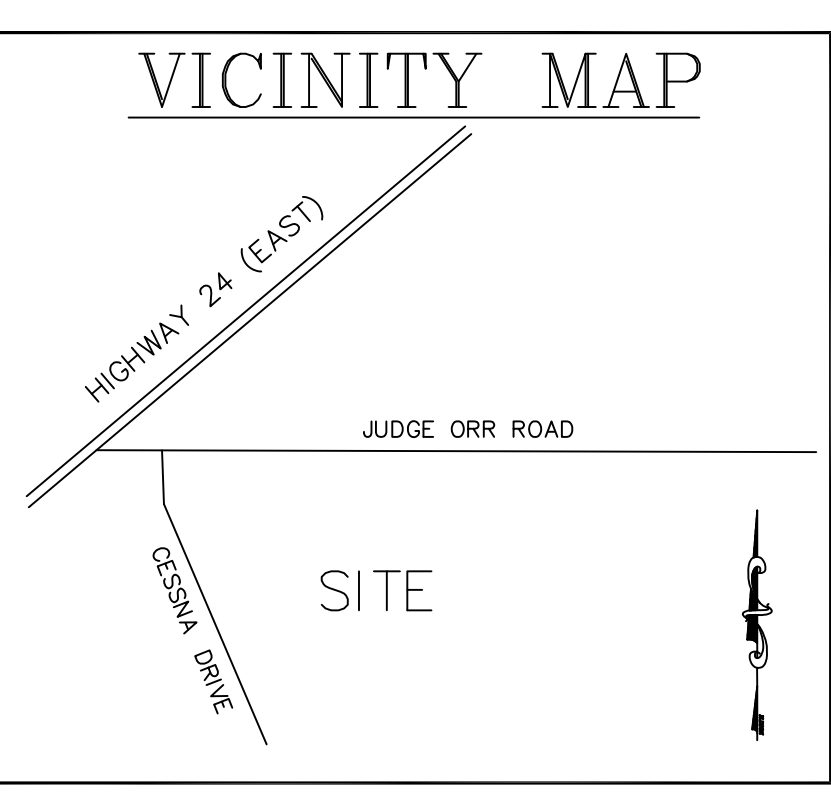 VICINITY MAP
HIGHWAY 24 (EAST)
JUDGE ORR ROAD
CESSNA DRIVE
SITE